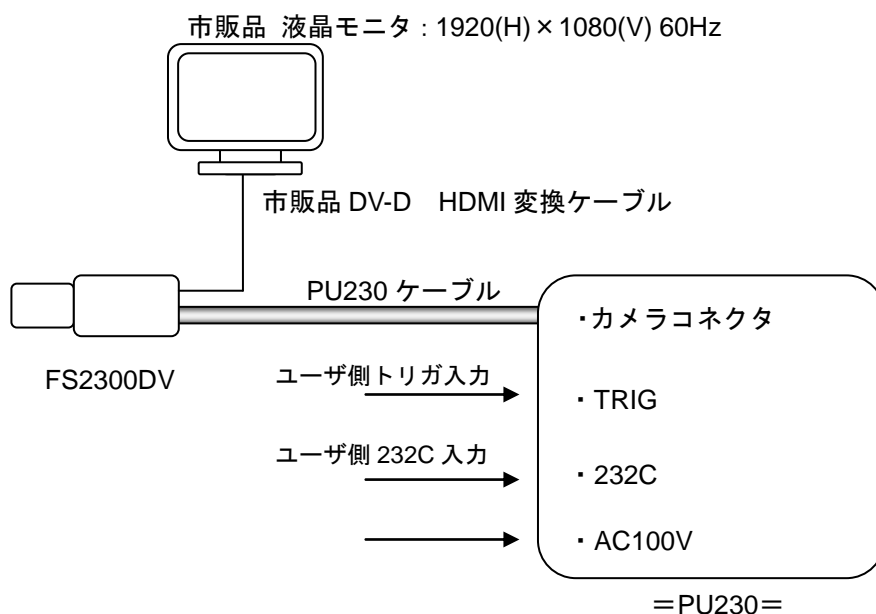 市販品 液晶モニタ : 1920(H)×1080(V) 60Hz
市販品 DV-D HDMI 変換ケーブル
PU230 ケーブル
・カメラコネクタ
FS2300DV
ユーザ側トリガ入力
・TRIG
ユーザ側 232C 入力
・232C
・AC100V
＝PU230＝